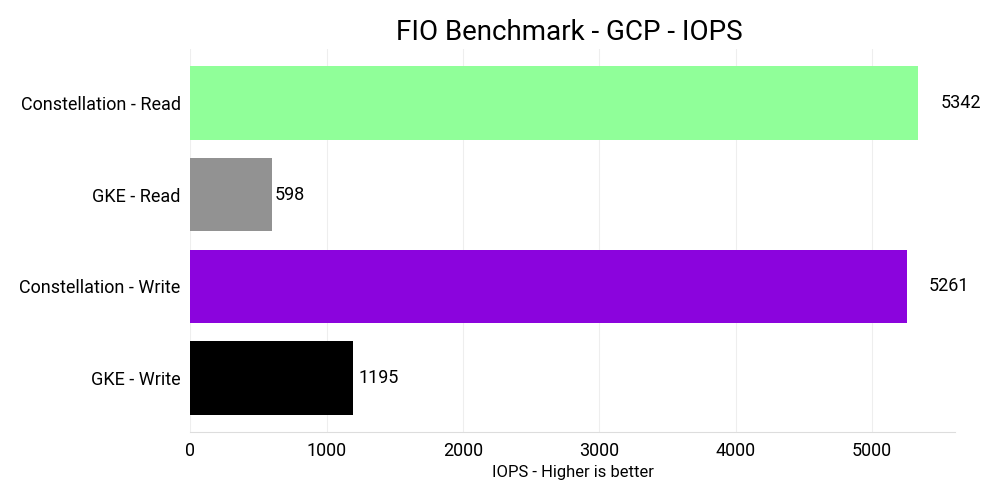 FIO Benchmark - GCP - IOPS
Constellation - Read
5342
GKE - Read
598
Constellation - Write
5261
GKE - Write
1195
0 1000 2000 3000 4000 5000
IOPS - Higher is better